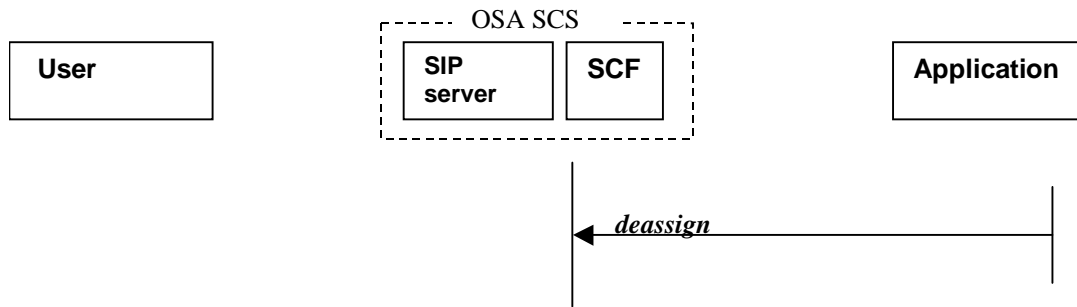 OSA SCS
User
SIP
server
SCF
Application
deassign